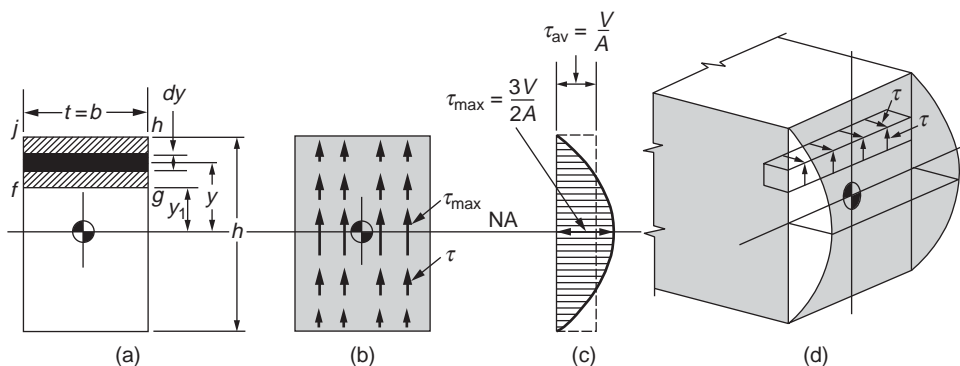 t = b
dy
j
h
f
g
y
y₁
h
(a)
τmax
τ
(b)
NA
τav = V/A
τmax = 3V/2A
(c)
τ
τ
(d)